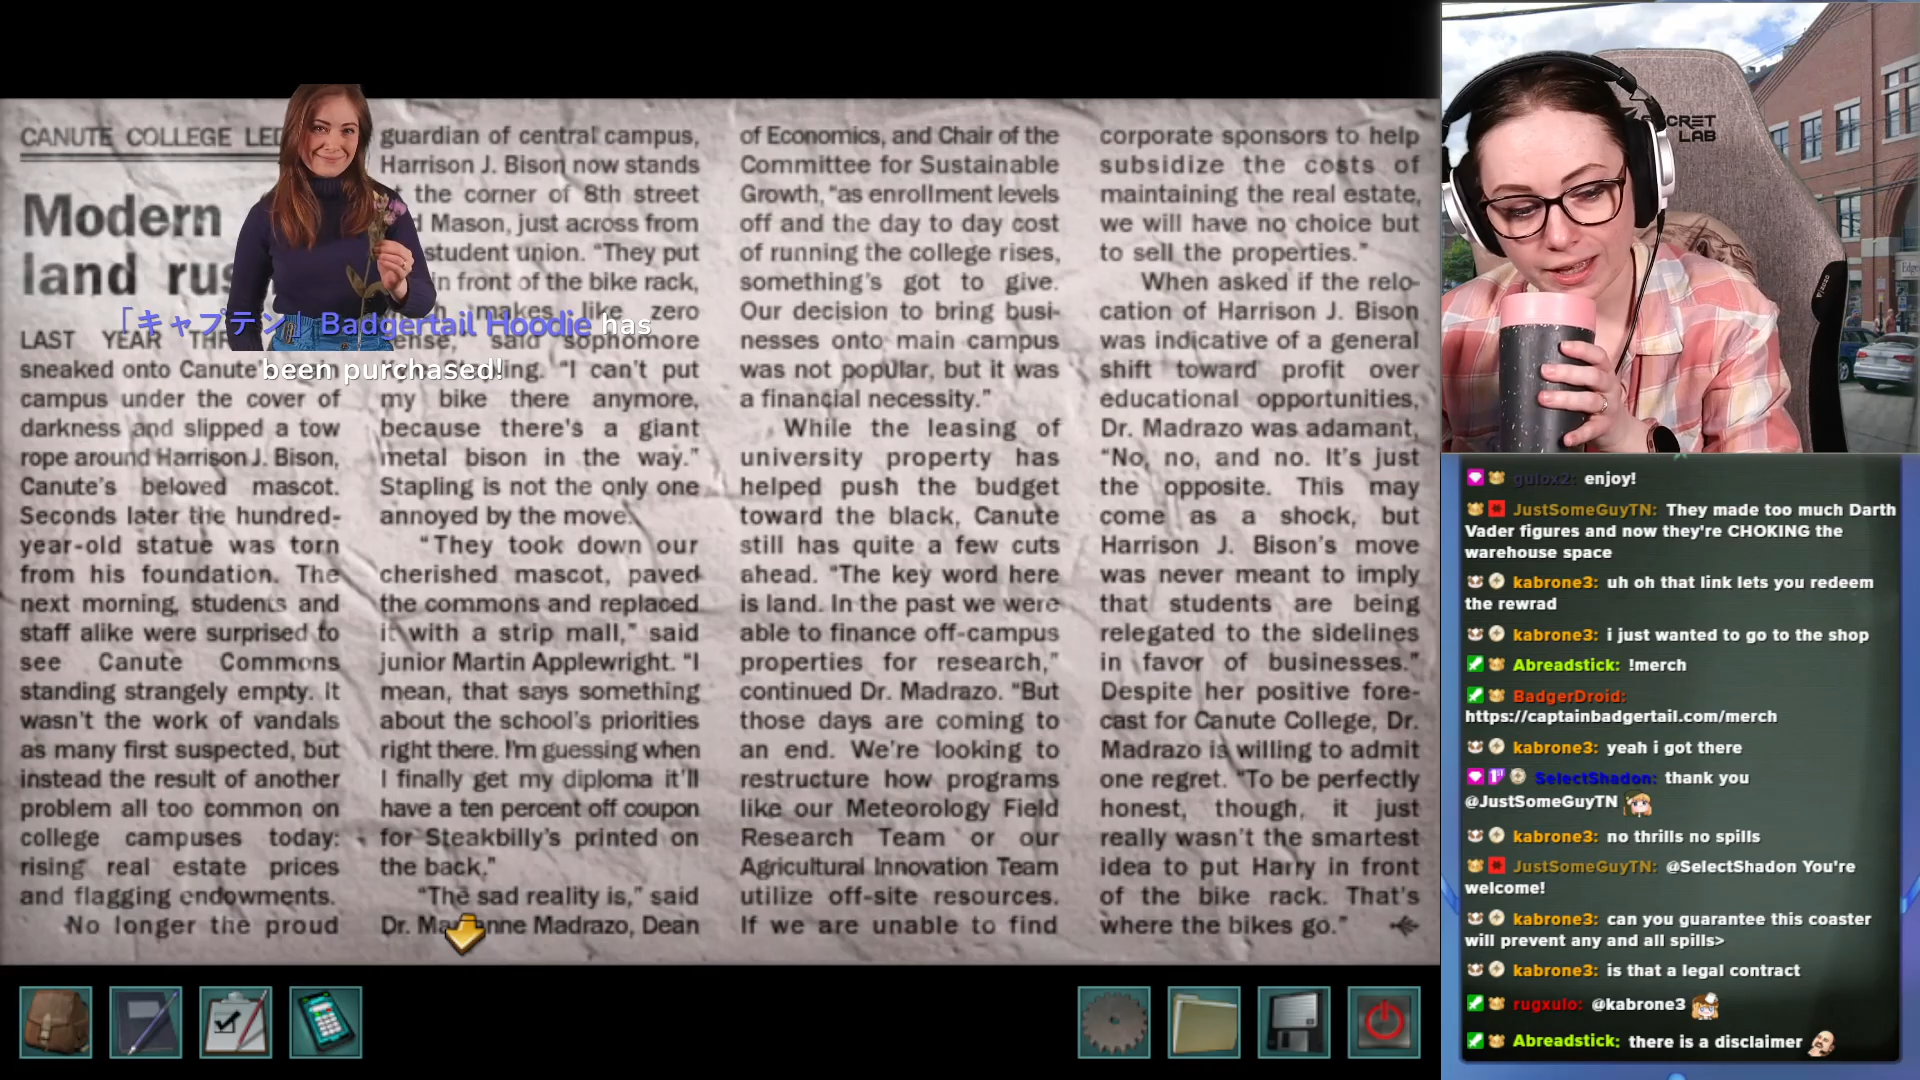 CANUTE COLLEGE LED
Modern
land rus
LAST YEAR THR
sneaked onto Canute
campus under the cover of
darkness and slipped a tow
rope around Harrison J. Bison,
Canute's beloved mascot.
Seconds later the hundred-
year-old statue was torn
from his foundation. The
next morning, students and
staff alike were surprised to
see Canute Commons
standing strangely empty. It
wasn't the work of vandals
as many first suspected, but
instead the result of another
problem all too common on
college campuses today:
rising real estate prices
and flagging endowments.
No longer the proud
guardian of central campus,
Harrison J. Bison now stands
the corner of 8th street
Mason, just across from
student union. “They put
in front of the bike rack,
makes like zero
said sophomore
ling. “I can't put
my bike there anymore,
because there's a giant
metal bison in the way.”
Stapling is not the only one
annoyed by the move.
“They took down our
cherished mascot, paved
the commons and replaced
it with a strip mall,” said
junior Martin Applewright. “I
mean, that says something
about the school's priorities
right there. I'm guessing when
I finally get my diploma it'll
have a ten percent off coupon
for Steakbilly's printed on
the back.”
“The sad reality is,” said
Dr. Ma nne Madrazo, Dean
of Economics, and Chair of the
Committee for Sustainable
Growth, “as enrollment levels
off and the day to day cost
of running the college rises,
something's got to give.
Our decision to bring busi-
nesses onto main campus
was not popular, but it was
a financial necessity.”
While the leasing of
university property has
helped push the budget
toward the black, Canute
still has quite a few cuts
ahead. “The key word here
is land. In the past we were
able to finance off-campus
properties for research,”
continued Dr. Madrazo. “But
those days are coming to
an end. We're looking to
restructure how programs
like our Meteorology Field
Research Team or our
Agricultural Innovation Team
utilize off-site resources.
If we are unable to find
corporate sponsors to help
subsidize the costs of
maintaining the real estate,
we will have no choice but
to sell the properties.”
When asked if the relo-
cation of Harrison J. Bison
was indicative of a general
shift toward profit over
educational opportunities,
Dr. Madrazo was adamant,
“No, no, and no. It's just
the opposite. This may
come as a shock, but
Harrison J. Bison's move
was never meant to imply
that students are being
relegated to the sidelines
in favor of businesses.”
Despite her positive fore-
cast for Canute College, Dr.
Madrazo is willing to admit
one regret. “To be perfectly
honest, though, it just
really wasn't the smartest
idea to put Harry in front
of the bike rack. That's
where the bikes go.”
「キャプテン」 Badgertail Hoodie has
been purchased!
SECRET
LAB
gulox2: enjoy!
JustSomeGuyTN: They made too much Darth
Vader figures and now they're CHOKING the
warehouse space
kabrone3: uh oh that link lets you redeem
the rewrad
kabrone3: i just wanted to go to the shop
Abreadstick: !merch
BadgerDroid:
https://captainbadgertail.com/merch
kabrone3: yeah i got there
SelectShadon: thank you
@JustSomeGuyTN
kabrone3: no thrills no spills
JustSomeGuyTN: @SelectShadon You're
welcome!
kabrone3: can you guarantee this coaster
will prevent any and all spills>
kabrone3: is that a legal contract
rugxulo: @kabrone3
Abreadstick: there is a disclaimer